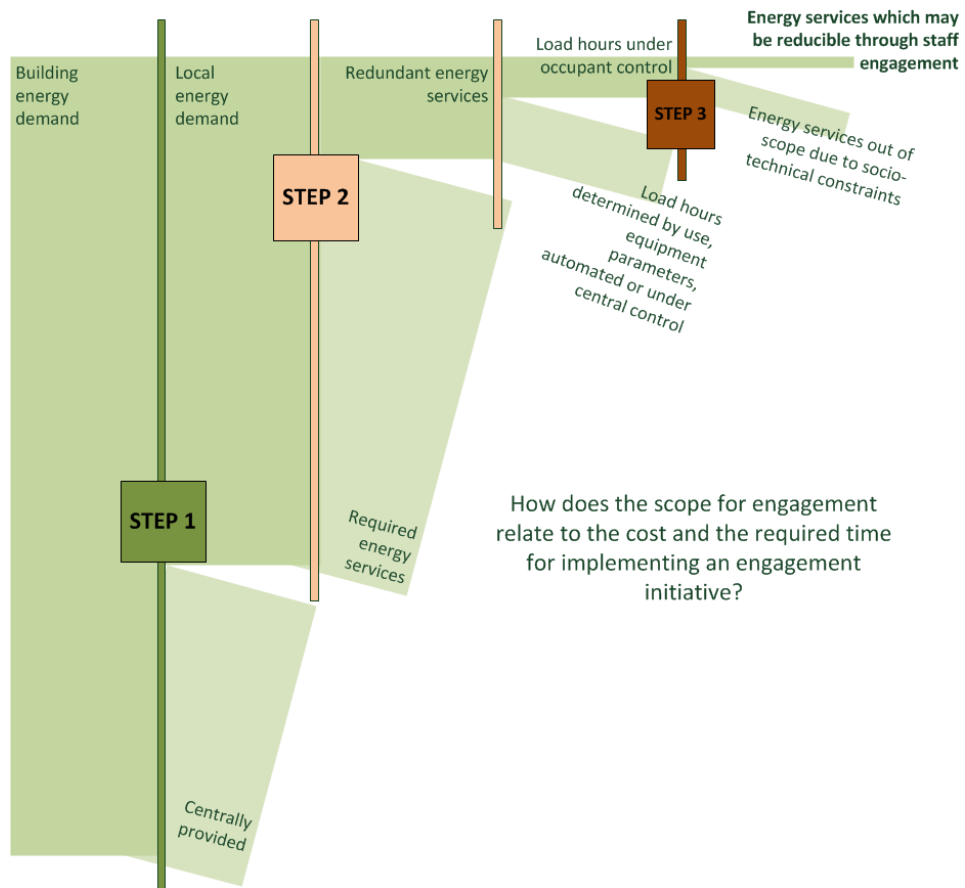 Building
energy
demand
Local
energy
demand
Redundant energy
services
Load hours under
occupant control
Energy services which may
be reducible through staff
engagement
STEP 3
Energy services out of
scope due to socio-
technical constraints
STEP 2
Load hours
determined by use,
equipment
parameters,
automated or under
central control
STEP 1
Required
energy
services
How does the scope for engagement
relate to the cost and the required time
for implementing an engagement
initiative?
Centrally
provided